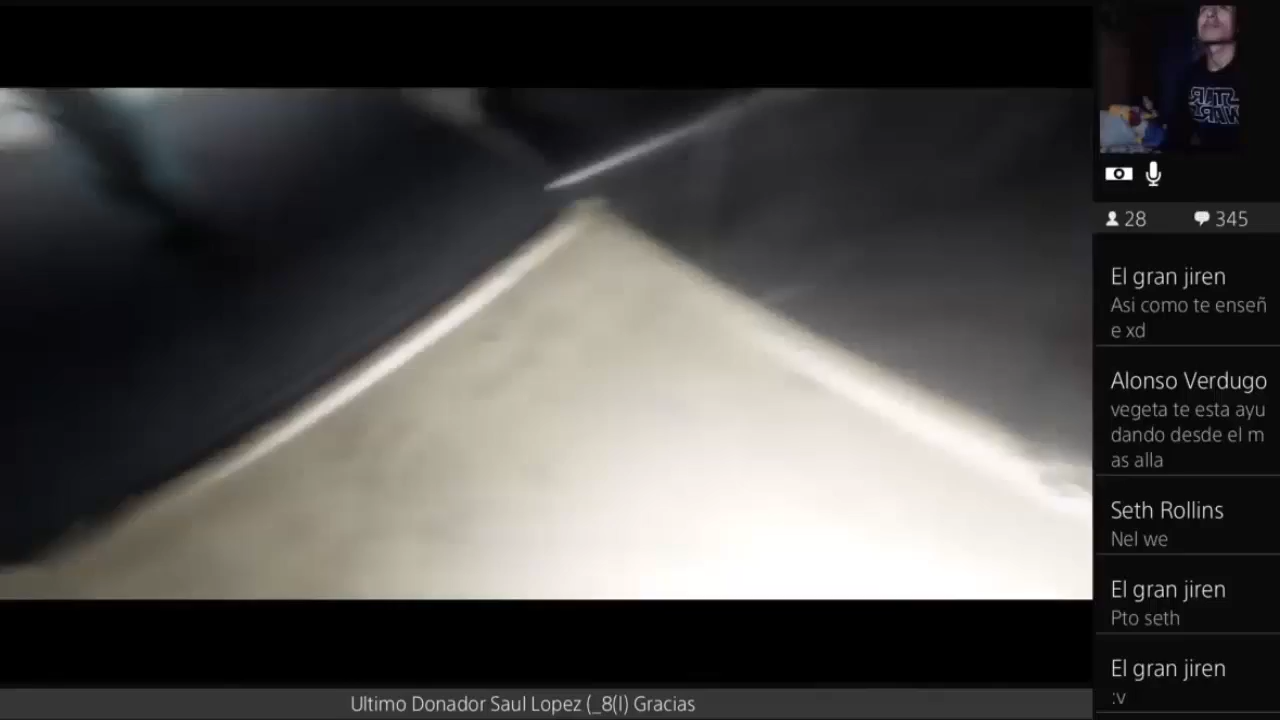 STAR
WARS
28
345
El gran jiren
Asi como te enseñ
e xd
Alonso Verdugo
vegeta te esta ayu
dando desde el m
as alla
Seth Rollins
Nel we
El gran jiren
Pto seth
El gran jiren
:v
Ultimo Donador Saul Lopez (_8(l) Gracias